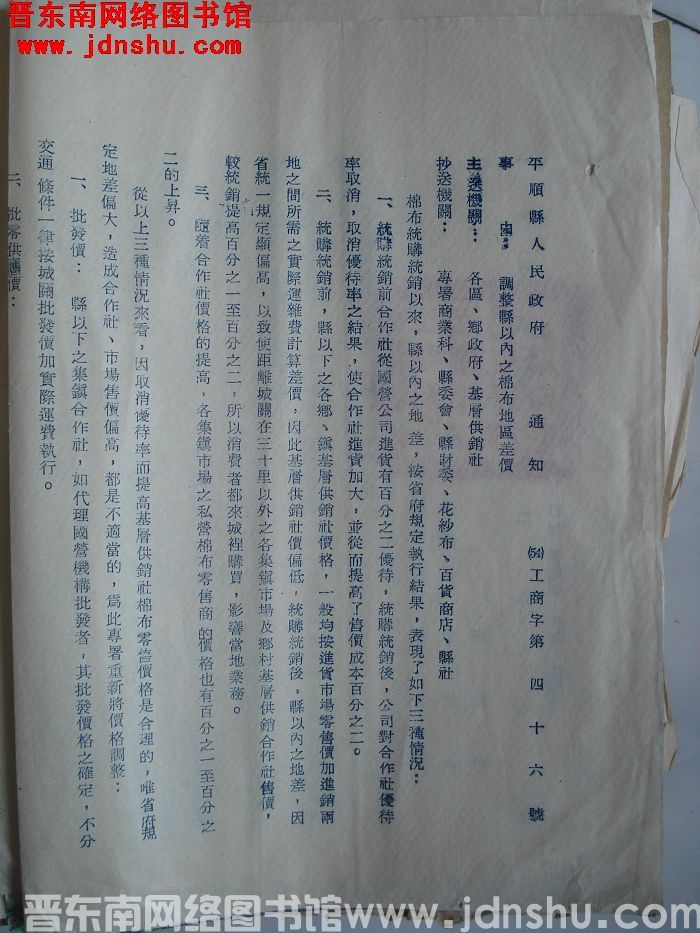 晋东南网络图书馆
www.jdnshu.com
平順縣人民政府 通知 (54)工商字第四十六號
事由：調整縣以內之棉布地區差價
主送機關：各區、鄉政府、基層供銷社
抄送機關：專署商業科、縣委會、縣財委、花紗布、百貨商店、縣社
棉布統購統銷以來，縣以內之地差，按省府規定執行結果，表現了如下三種情況：
一、統購統銷前合作社從國營公司進貨有百分之二優待，統購統銷後，公司對合作社優待
率取消，取消優待率之結果，使合作社進貨加大，並從而提高了售價成本百分之二。
二、統購統銷前，縣以下之各鄉、鎮基層供銷社價格，一般均按進貨市場零售價加進銷兩
地之間所需之實際運雜費計算差價，因此基層供銷社價偏低，統購統銷後，縣以內之地差，因
省統一規定顯偏高，以致使距離城關在三十里以外之各集鎮市場及鄉村基層供銷合作社售價，
較統銷提高百分之一至百分之二。所以消費者都來城裡購買，影響當地業務。
三、隨着合作社價格的提高，各集鎮市場之私營棉布零售商的價格也有百分之一至百分之
二的上昇。
從以上三種情況來看，因取消優待率而提高基層供銷社棉布零售價格是合理的，唯省府規
定地差偏大，造成合作社、市場售價偏高，都是不適當的，爲此專署重新將價格調整：
一、批發價：縣以下之集鎮合作社，如代理國營機構批發者，其批發價格之確定，不分
交通條件一律按城關批發價加實際運費執行。
二、批零供應價：
晋东南网络图书馆 www.jdnshu.com